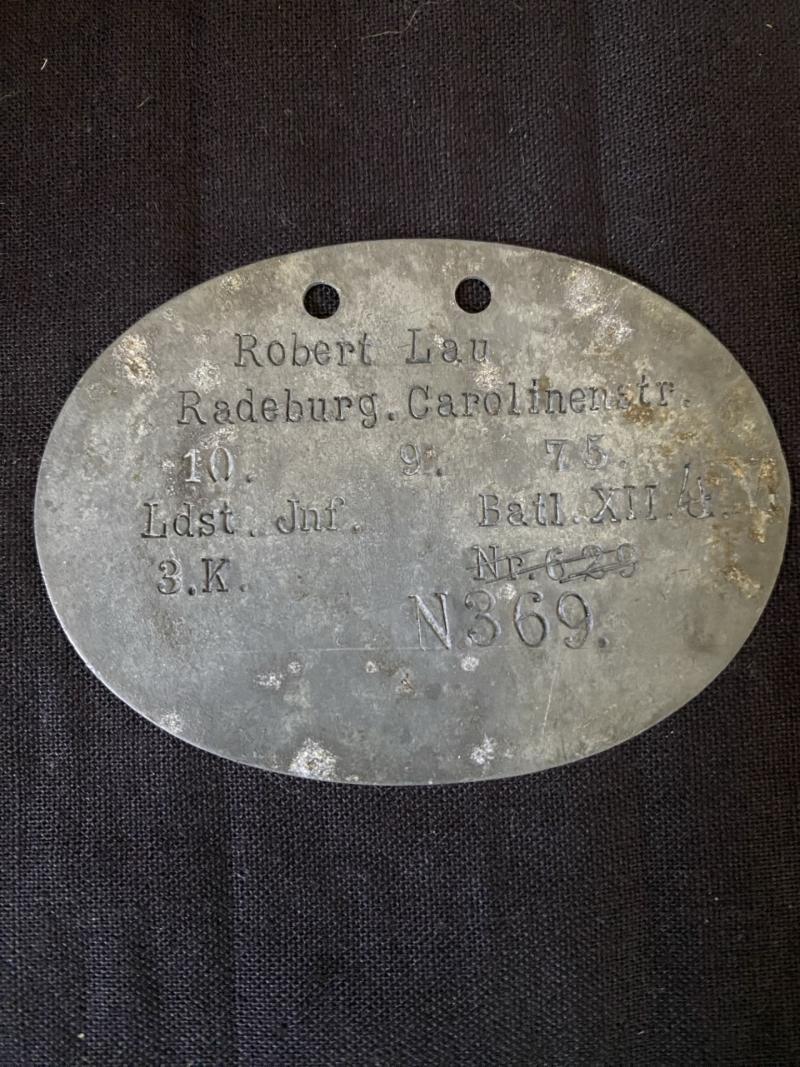 Robert Lau
Radeburg. Carolinenstr.
10. 9. 75.
Ldst. Jnf. Batl. XII.4.
3.K. Nr. 629
N369.